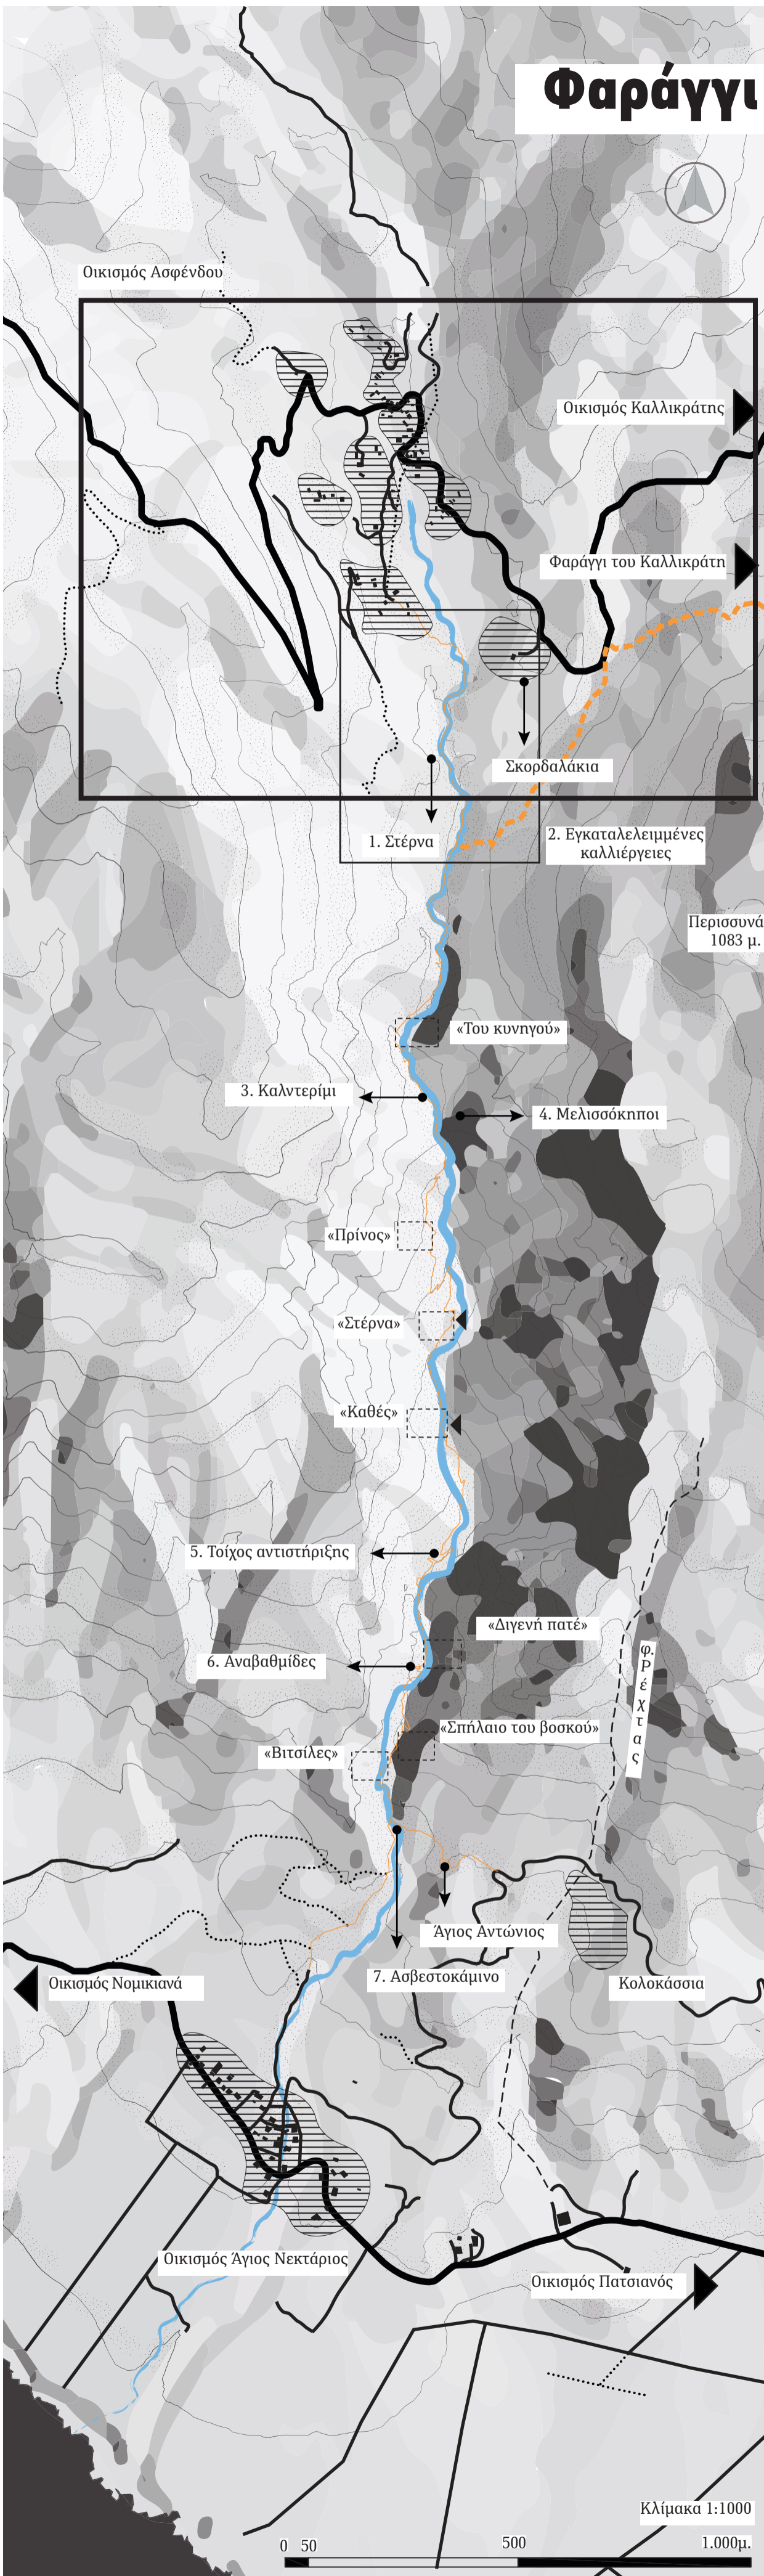 Φαράγγι
Οικισμός Ασφένδου
Οικισμός Καλλικράτης
Φαράγγι του Καλλικράτη
Σκορδαλάκια
1. Στέρνα
2. Εγκαταλελειμμένες
καλλιέργειες
Περισσυνά
1083 μ.
«Του κυνηγού»
3. Καλντερίμι
4. Μελισσόκηποι
«Πρίνος»
«Στέρνα»
«Καθές»
5. Τοίχος αντιστήριξης
«Διγενή πατέ»
6. Αναβαθμίδες
φ. Ρέχτας
«Σπήλαιο του βοσκού»
«Βιτσίλες»
Άγιος Αντώνιος
7. Ασβεστοκάμινο
Οικισμός Νομικιανά
Κολοκάσσια
Οικισμός Άγιος Νεκτάριος
Οικισμός Πατσιανός
Κλίμακα 1:1000
0 50 500 1.000μ.